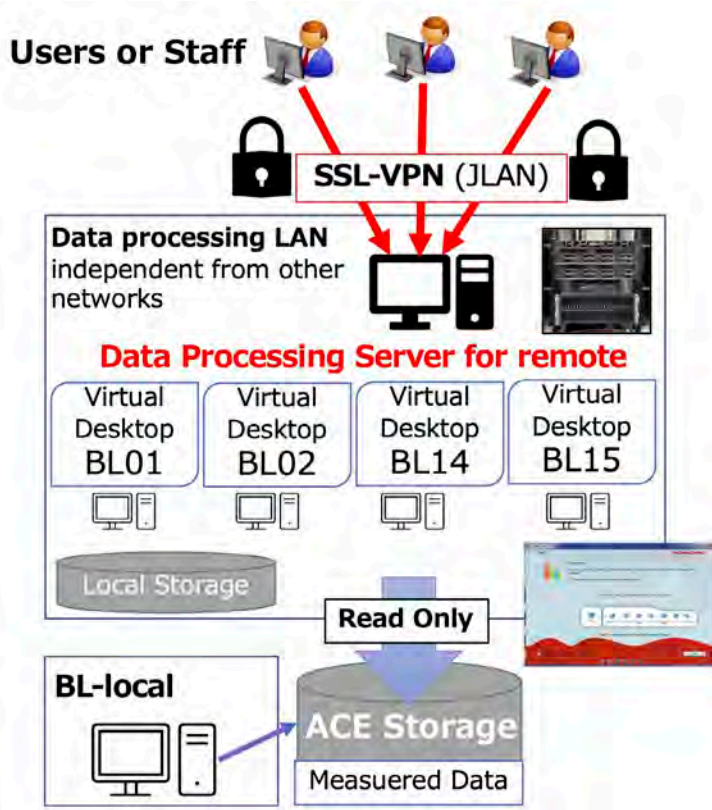 Users or Staff
SSL-VPN (JLAN)
Data processing LAN
independent from other
networks
Data Processing Server for remote
Virtual
Desktop
BL01
Virtual
Desktop
BL02
Virtual
Desktop
BL14
Virtual
Desktop
BL15
Local Storage
Read Only
BL-local
ACE Storage
Measuered Data